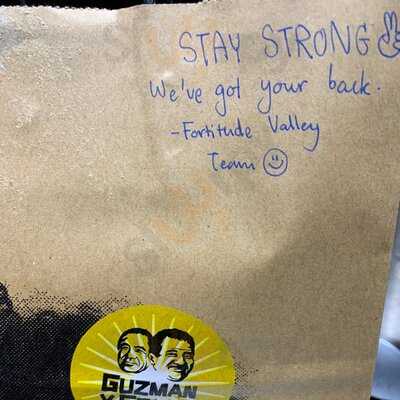 STAY STRONG
We've got your back.
-Fortitude Valley
Team
GUZMAN